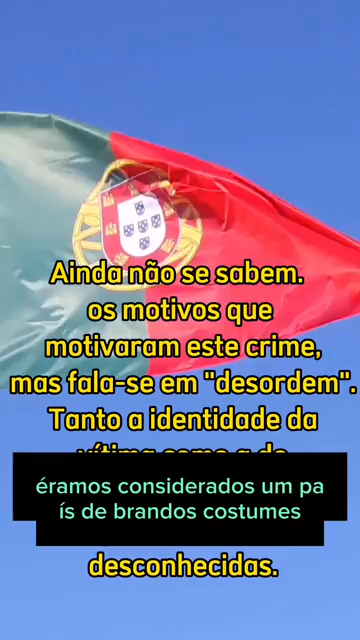 Ainda não se sabem.
os motivos que
motivaram este crime,
mas fala-se em "desordem".
Tanto a identidade da
éramos considerados um pa
ís de brandos costumes
desconhecidas.